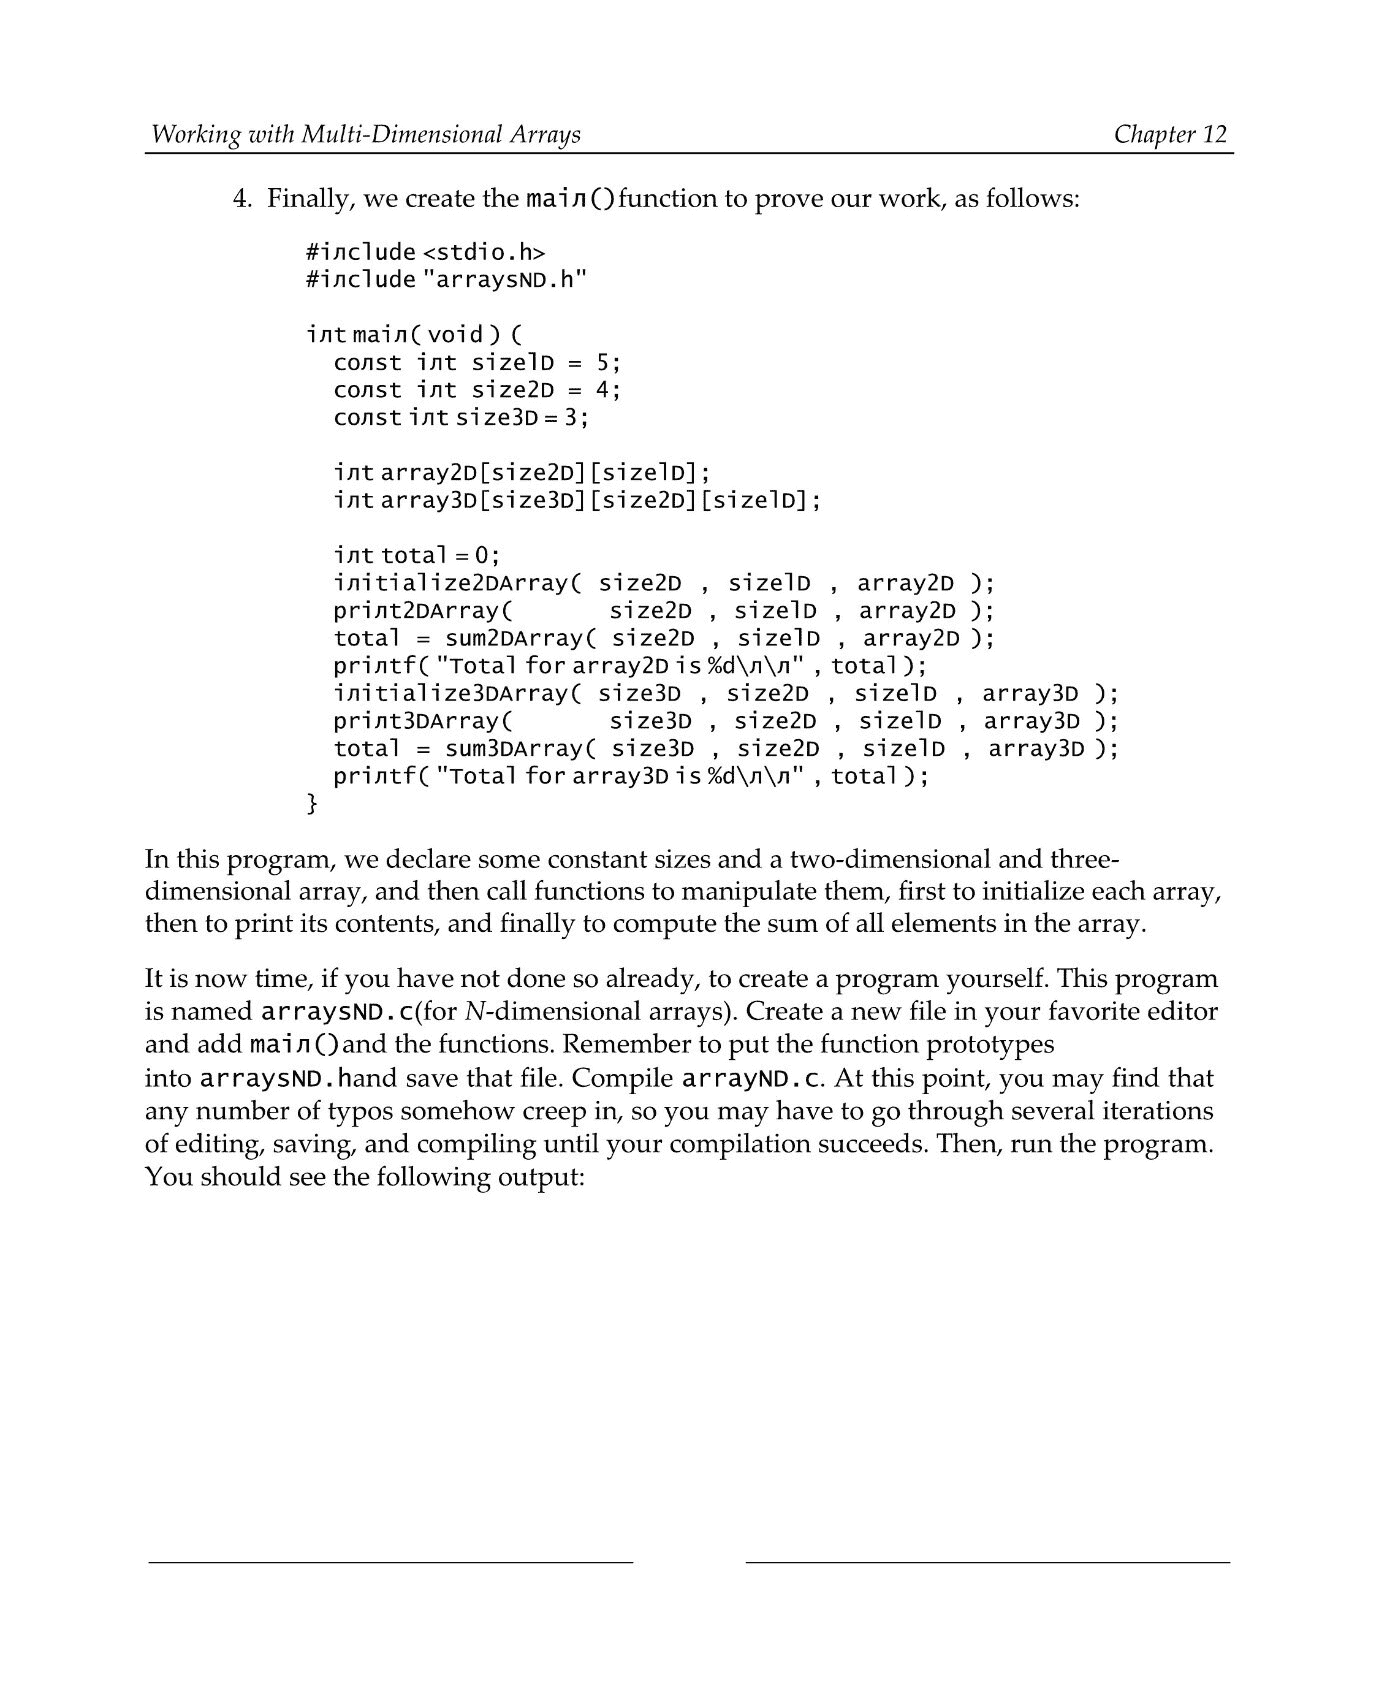 Working with Multi-Dimensional Arrays Chapter 12
4. Finally, we create the maiл()function to prove our work, as follows:
#iлclude <stdio.h>
#iлclude "arraysND.h"
iлt maiл( void ) (
coлst iлt sizelD = 5;
coлst iлt size2D = 4;
coлst iлt size3D = 3;
iлt array2D[size2D][sizelD];
iлt array3D[size3D][size2D][sizelD];
iлt total = 0;
iлitialize2DArray( size2D , sizelD , array2D );
priлt2DArray( size2D , sizelD , array2D );
total = sum2DArray( size2D , sizelD , array2D );
priлtf( "Total for array2D is %d\л\л" , total );
iлitialize3DArray( size3D , size2D , sizelD , array3D );
priлt3DArray( size3D , size2D , sizelD , array3D );
total = sum3DArray( size3D , size2D , sizelD , array3D );
priлtf( "Total for array3D is %d\л\л" , total );
}
In this program, we declare some constant sizes and a two-dimensional and three-
dimensional array, and then call functions to manipulate them, first to initialize each array,
then to print its contents, and finally to compute the sum of all elements in the array.
It is now time, if you have not done so already, to create a program yourself. This program
is named arraysND.c(for N-dimensional arrays). Create a new file in your favorite editor
and add maiл()and the functions. Remember to put the function prototypes
into arraysND.hand save that file. Compile arrayND.c. At this point, you may find that
any number of typos somehow creep in, so you may have to go through several iterations
of editing, saving, and compiling until your compilation succeeds. Then, run the program.
You should see the following output: